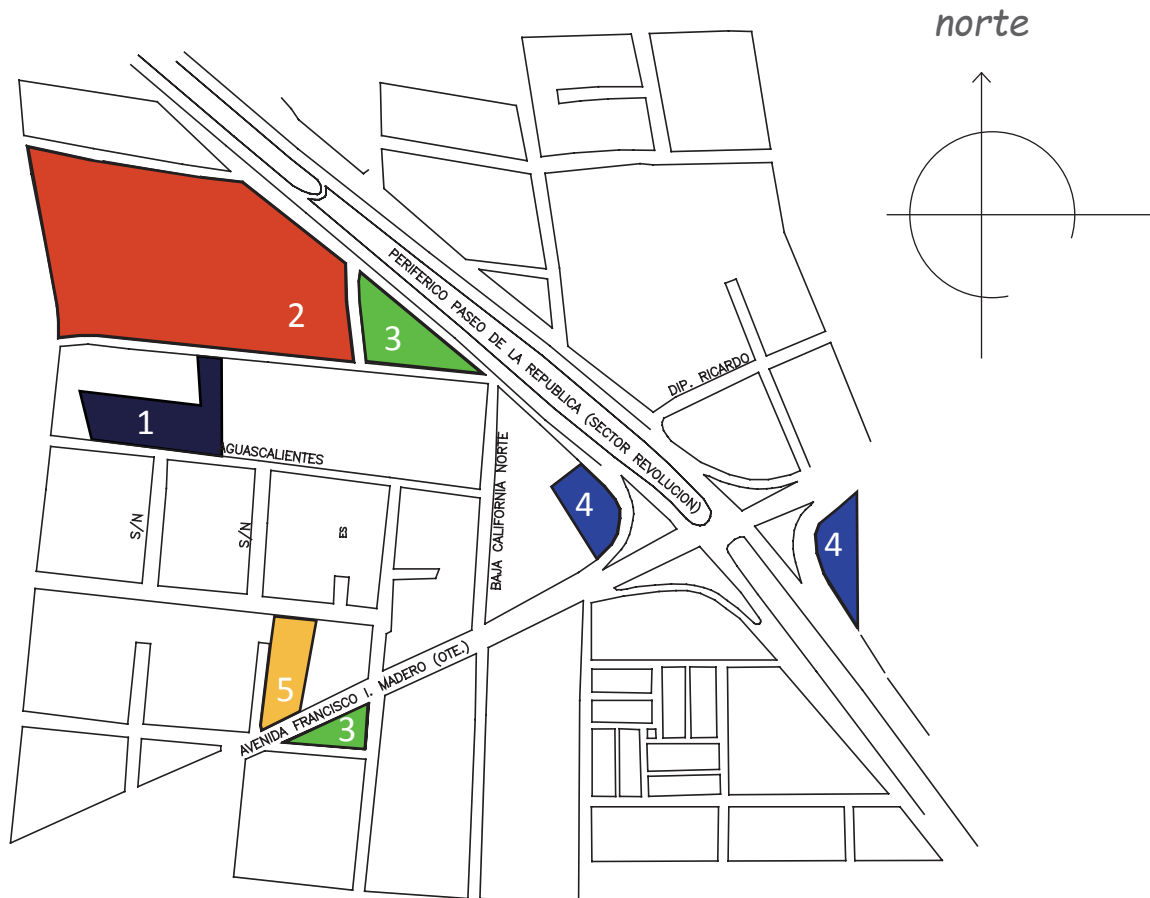 norte
PERIFERICO PASEO DE LA REPUBLICA (SECTOR REVOLUCION)
2
3
DIP. RICARDO
1
AGUASCALIENTES
BAJA CALIFORNIA NORTE
4
4
S/N
S/N
ES
5
AVENIDA FRANCISCO I. MADERO (OTE.)
3